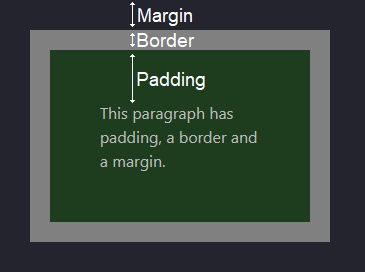 Margin
Border
Padding
This paragraph has
padding, a border and
a margin.